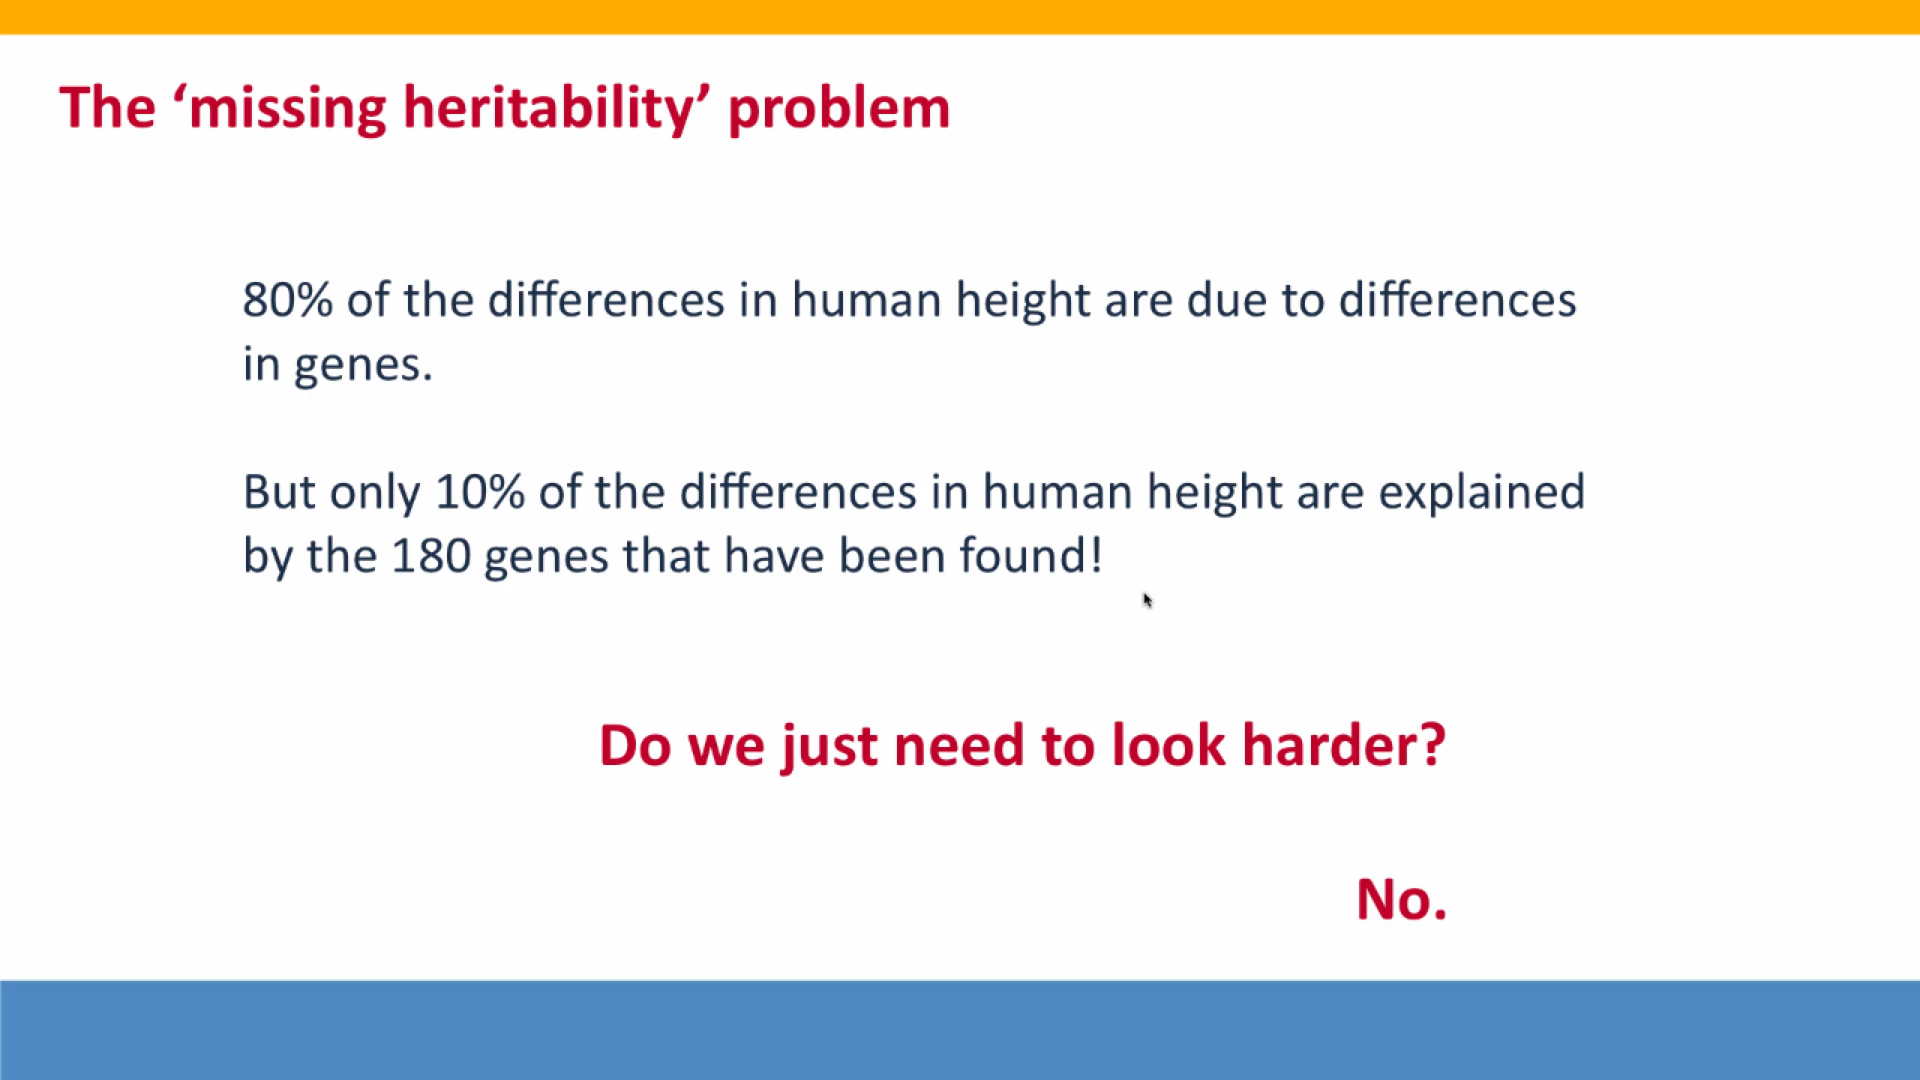 The ‘missing heritability’ problem
80% of the differences in human height are due to differences
in genes.
But only 10% of the differences in human height are explained
by the 180 genes that have been found!
Do we just need to look harder?
No.